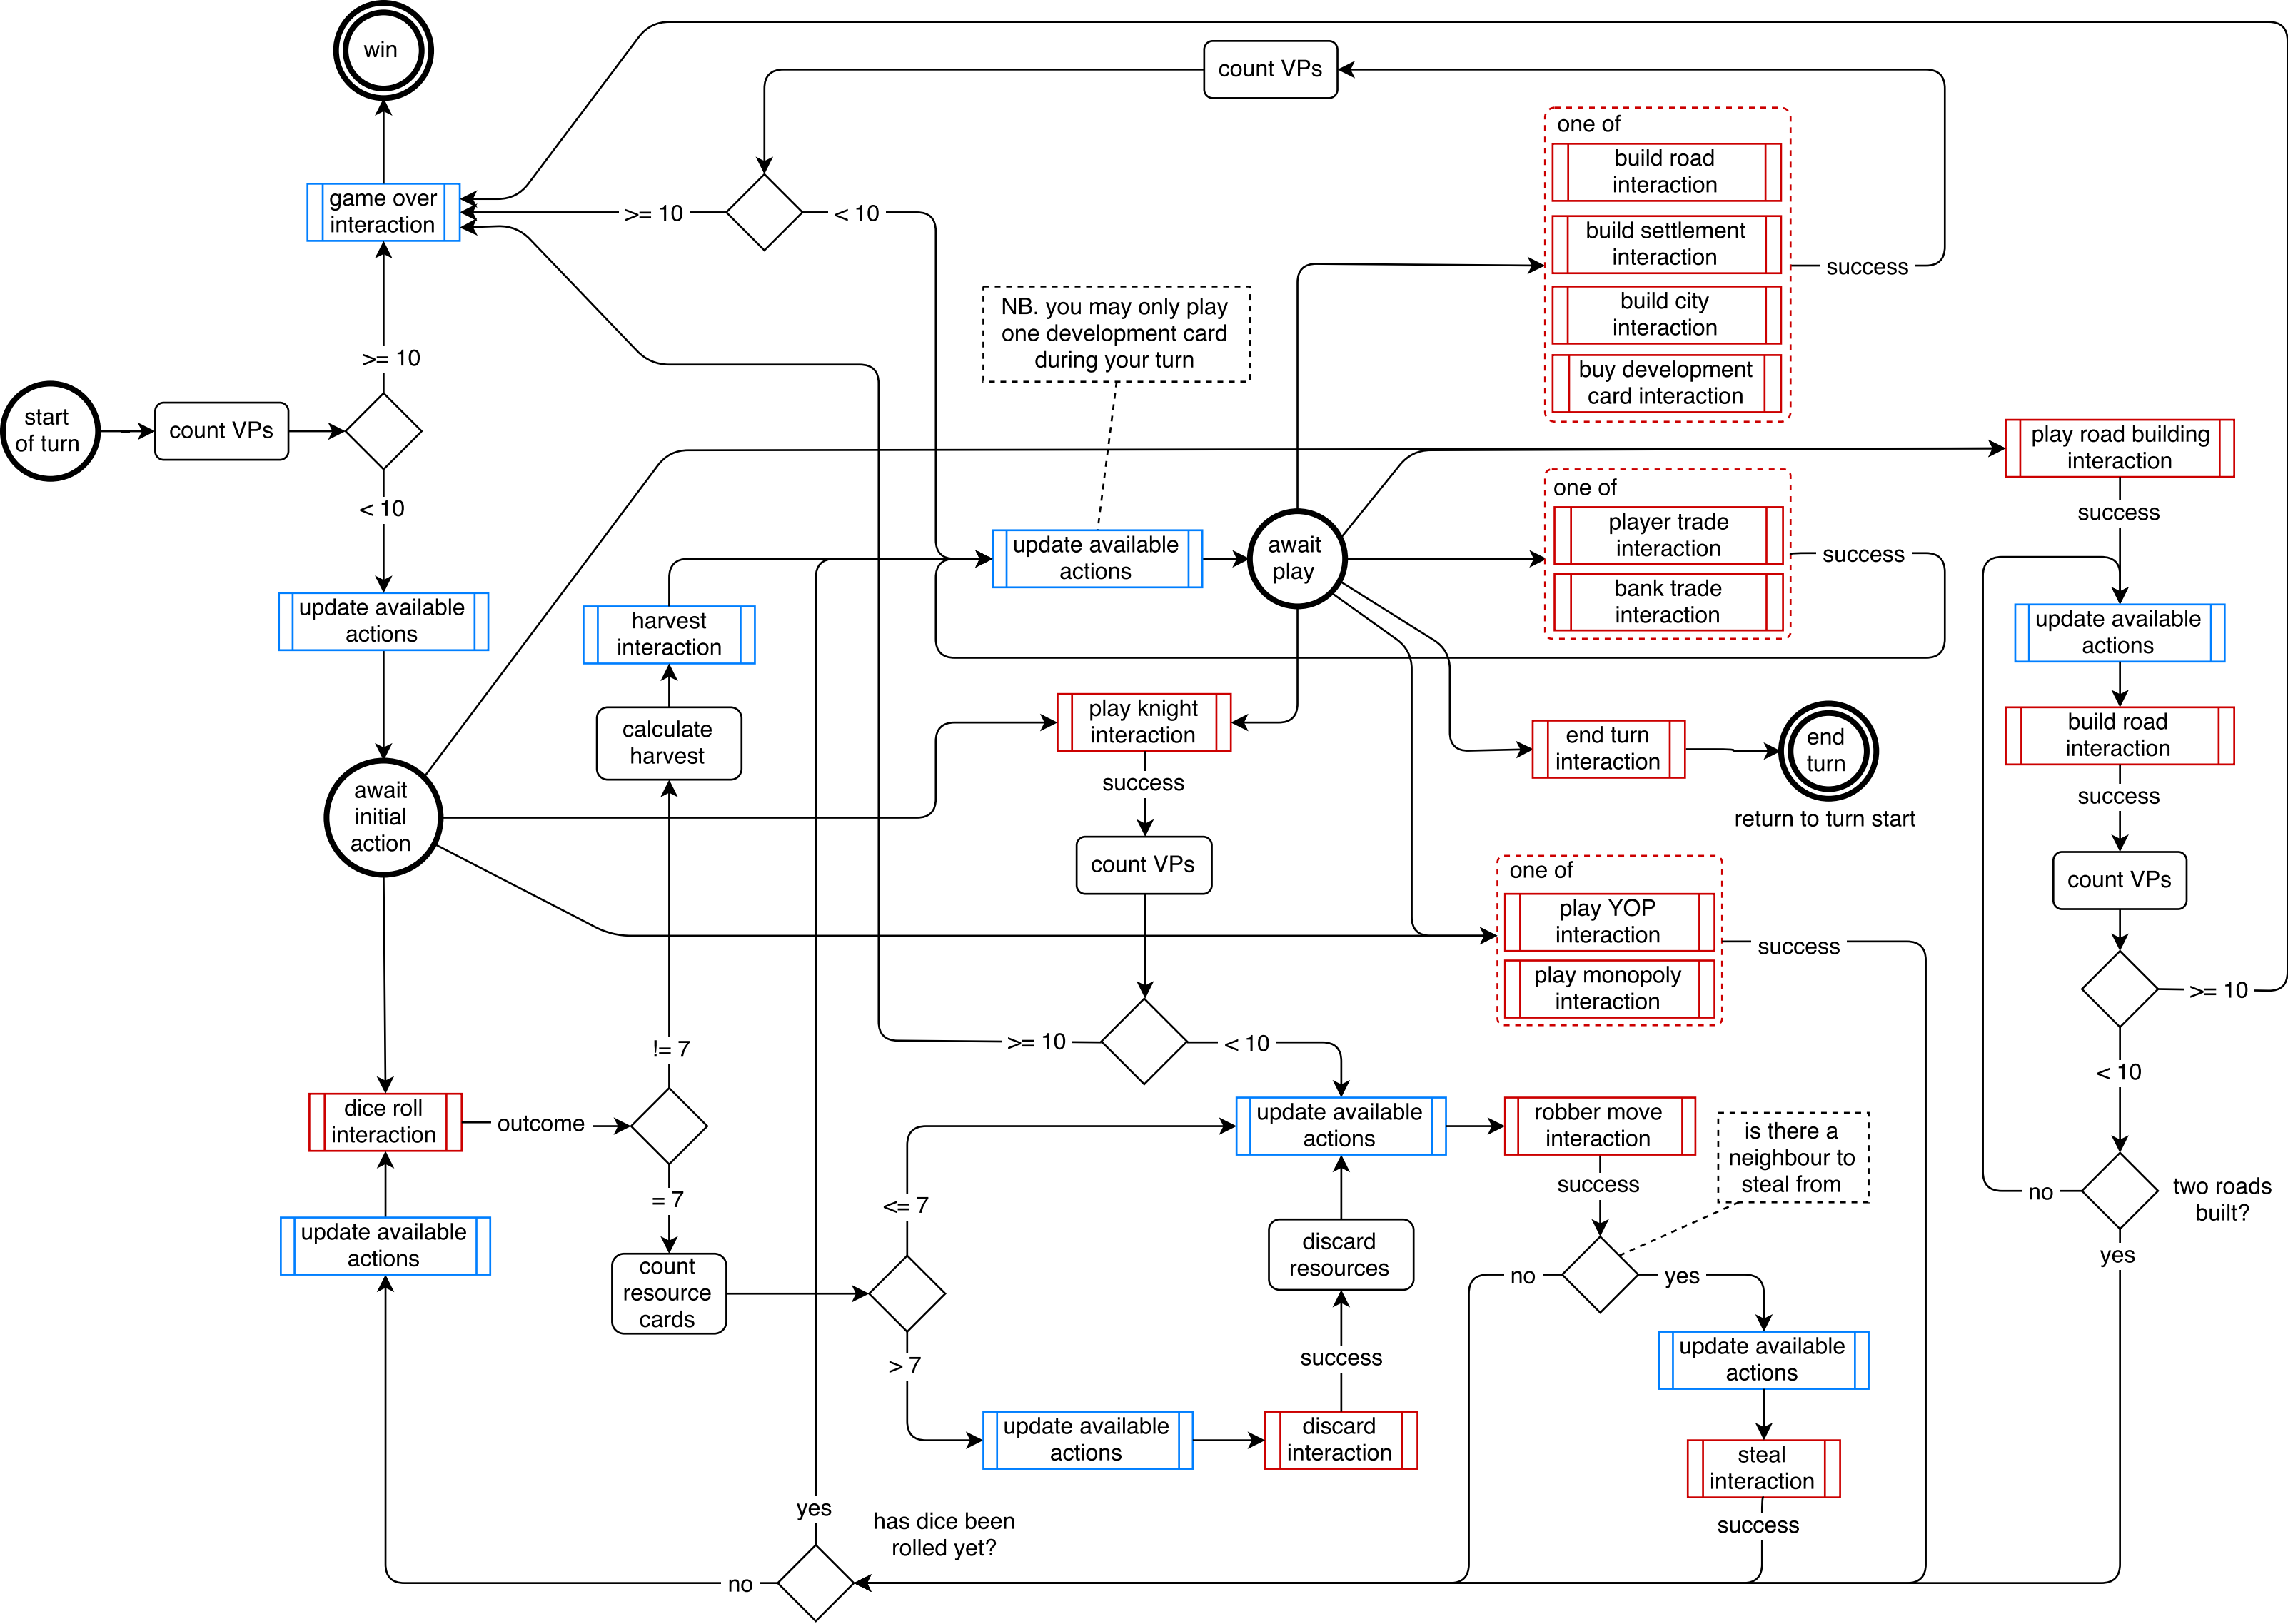 win
count VPs
one of
build road
interaction
game over
interaction
>= 10
< 10
build settlement
interaction
success
NB. you may only play
one development card
during your turn
build city
interaction
>= 10
buy development
card interaction
start
of turn
count VPs
play road building
interaction
< 10
one of
success
player trade
interaction
update available
actions
await
play
success
bank trade
interaction
update available
actions
harvest
interaction
update available
actions
play knight
interaction
build road
interaction
calculate
harvest
end turn
interaction
end
turn
success
success
await
initial
action
return to turn start
count VPs
one of
count VPs
play YOP
interaction
success
play monopoly
interaction
>= 10
!= 7
>= 10
< 10
< 10
dice roll
interaction
outcome
update available
actions
robber move
interaction
is there a
neighbour to
steal from
success
= 7
<= 7
no
two roads
built?
update available
actions
discard
resources
yes
count
resource
cards
no
yes
> 7
success
update available
actions
update available
actions
discard
interaction
steal
interaction
yes
has dice been
rolled yet?
success
no